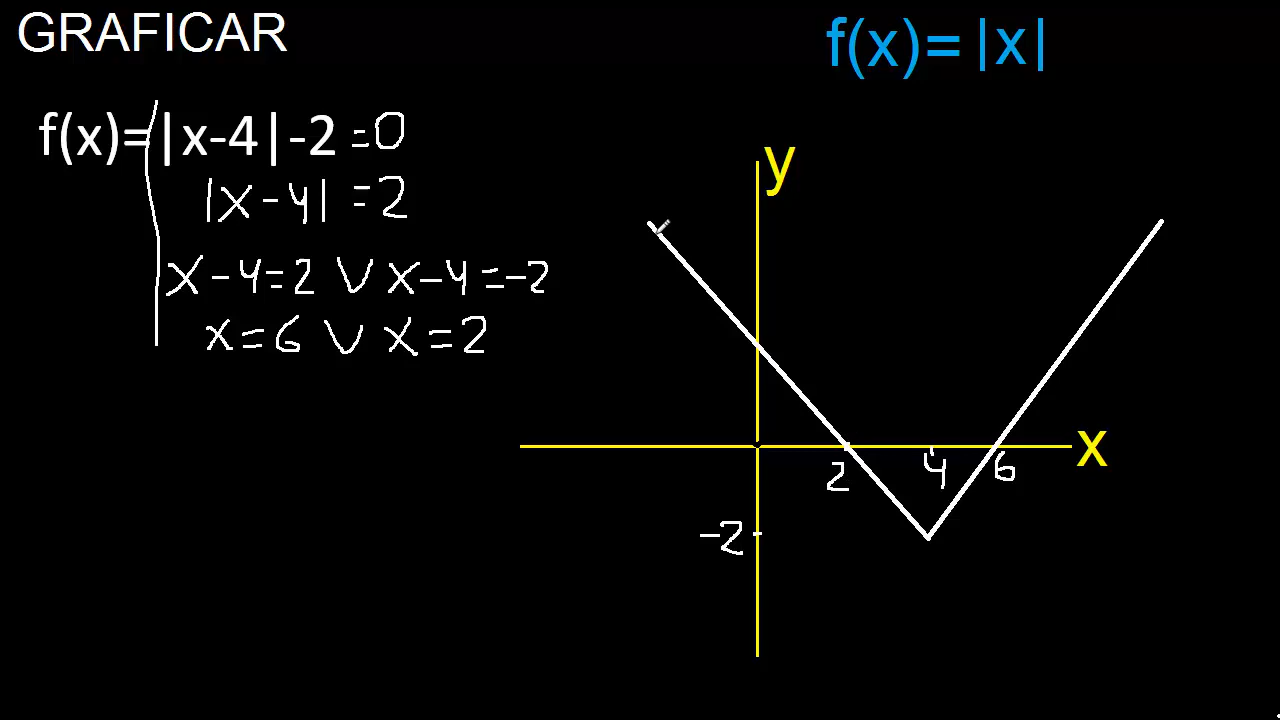 GRAFICAR
f(x)=|x|
f(x)=|x-4|-2 =0
|x-4| =2
x-4=2 V x-4=-2
x=6 V x=2
y
x
2
4
6
-2